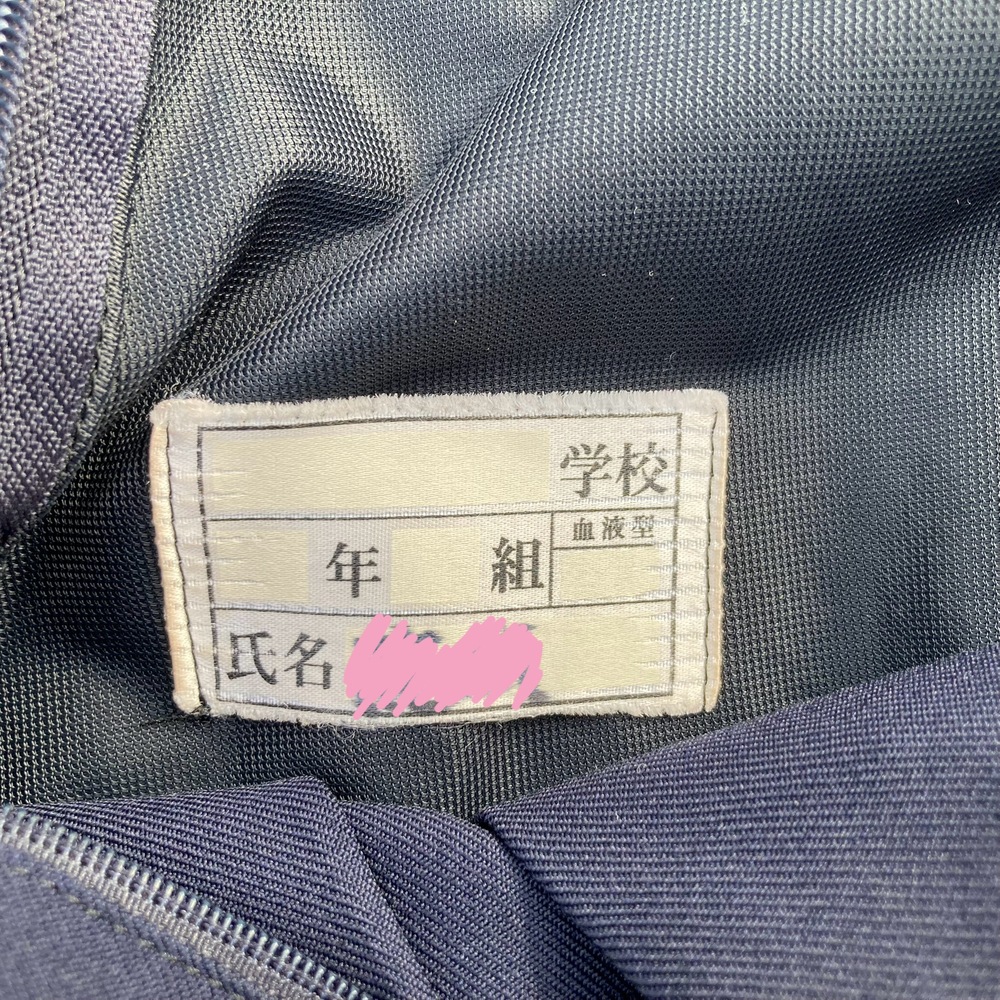 学校
年 組 血液型
氏名